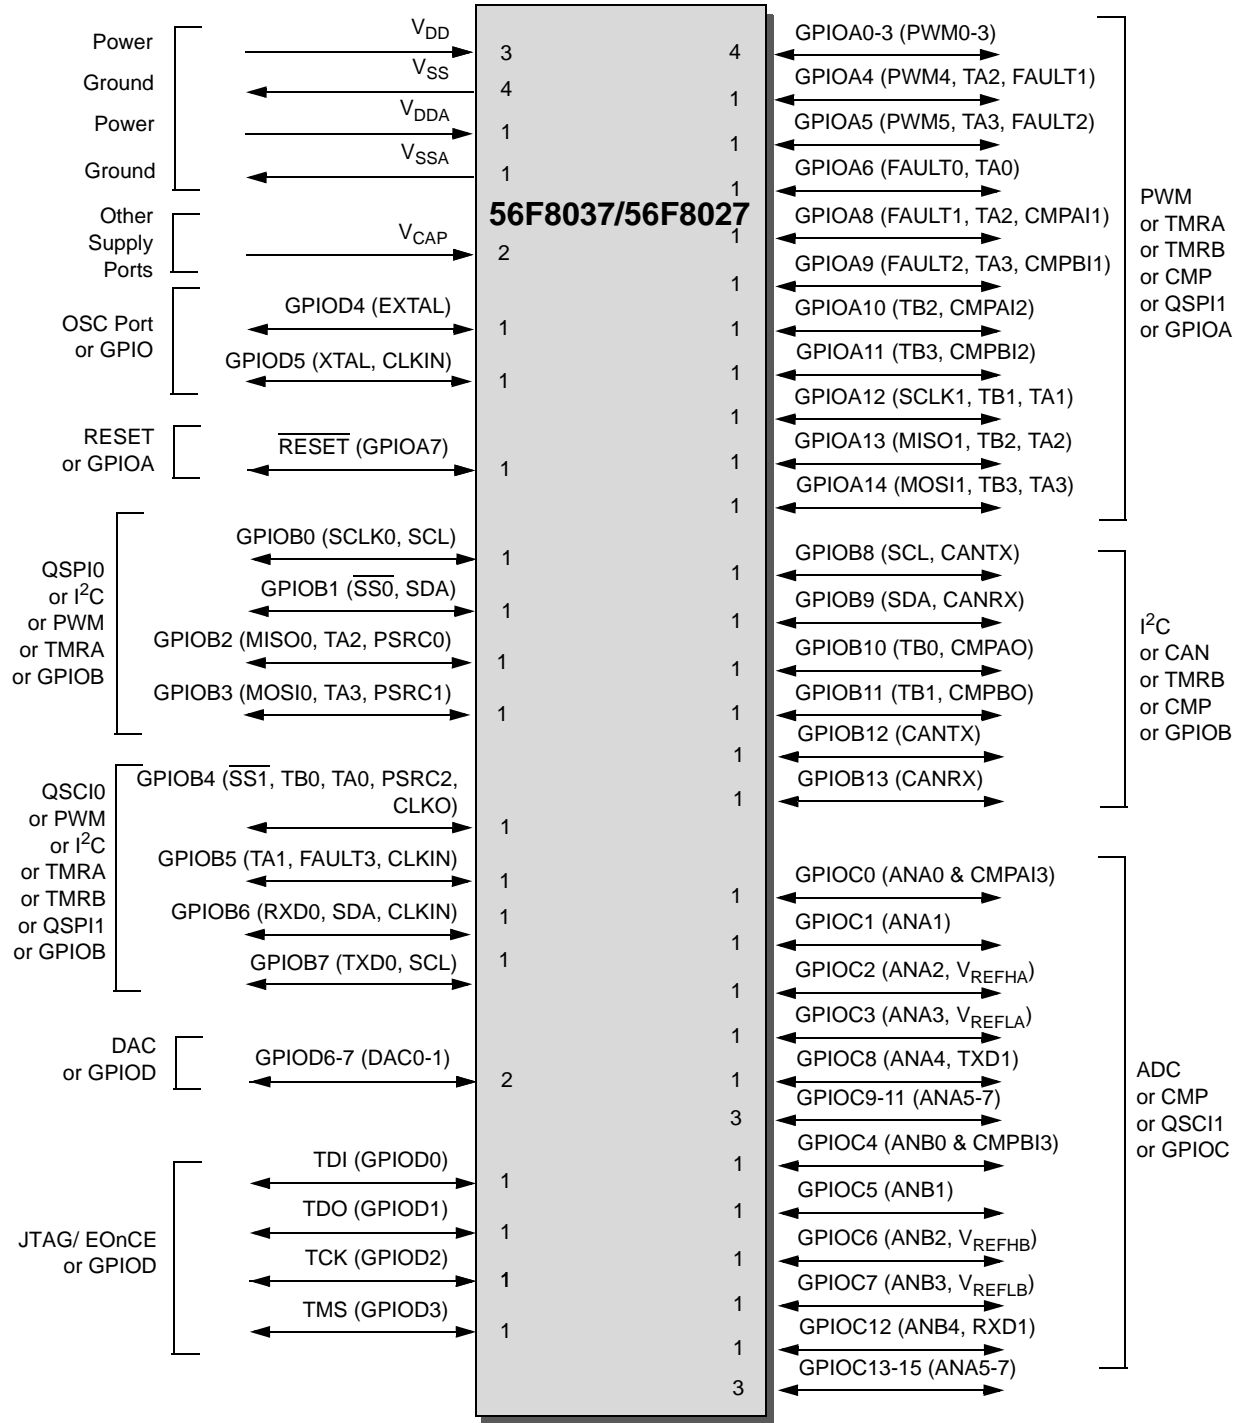 Power
V_DD
3
Ground
V_SS
4
Power
V_DDA
1
Ground
V_SSA
1
56F8037/56F8027
Other
Supply
Ports
V_CAP
2
OSC Port
or GPIO
GPIOD4 (EXTAL)
1
GPIOD5 (XTAL, CLKIN)
1
RESET
or GPIOA
RESET (GPIOA7)
1
QSPI0
or I²C
or PWM
or TMRA
or GPIOB
GPIOB0 (SCLK0, SCL)
1
GPIOB1 (SS0, SDA)
1
GPIOB2 (MISO0, TA2, PSRC0)
1
GPIOB3 (MOSI0, TA3, PSRC1)
1
QSCI0
or PWM
or I²C
or TMRA
or TMRB
or QSPI1
or GPIOB
GPIOB4 (SS1, TB0, TA0, PSRC2,
CLKO)
1
GPIOB5 (TA1, FAULT3, CLKIN)
1
GPIOB6 (RXD0, SDA, CLKIN)
1
GPIOB7 (TXD0, SCL)
1
DAC
or GPIOD
GPIOD6-7 (DAC0-1)
2
JTAG/ EOnCE
or GPIOD
TDI (GPIOD0)
1
TDO (GPIOD1)
1
TCK (GPIOD2)
1
TMS (GPIOD3)
1
4
GPIOA0-3 (PWM0-3)
1
GPIOA4 (PWM4, TA2, FAULT1)
1
GPIOA5 (PWM5, TA3, FAULT2)
1
GPIOA6 (FAULT0, TA0)
1
GPIOA8 (FAULT1, TA2, CMPAI1)
1
GPIOA9 (FAULT2, TA3, CMPBI1)
1
GPIOA10 (TB2, CMPAI2)
1
GPIOA11 (TB3, CMPBI2)
1
GPIOA12 (SCLK1, TB1, TA1)
1
GPIOA13 (MISO1, TB2, TA2)
1
GPIOA14 (MOSI1, TB3, TA3)
PWM
or TMRA
or TMRB
or CMP
or QSPI1
or GPIOA
1
GPIOB8 (SCL, CANTX)
1
GPIOB9 (SDA, CANRX)
1
GPIOB10 (TB0, CMPAO)
1
GPIOB11 (TB1, CMPBO)
1
GPIOB12 (CANTX)
1
GPIOB13 (CANRX)
I²C
or CAN
or TMRB
or CMP
or GPIOB
1
GPIOC0 (ANA0 & CMPAI3)
1
GPIOC1 (ANA1)
1
GPIOC2 (ANA2, V_REFHA)
1
GPIOC3 (ANA3, V_REFLA)
1
GPIOC8 (ANA4, TXD1)
3
GPIOC9-11 (ANA5-7)
1
GPIOC4 (ANB0 & CMPBI3)
1
GPIOC5 (ANB1)
1
GPIOC6 (ANB2, V_REFHB)
1
GPIOC7 (ANB3, V_REFLB)
1
GPIOC12 (ANB4, RXD1)
3
GPIOC13-15 (ANA5-7)
ADC
or CMP
or QSCI1
or GPIOC